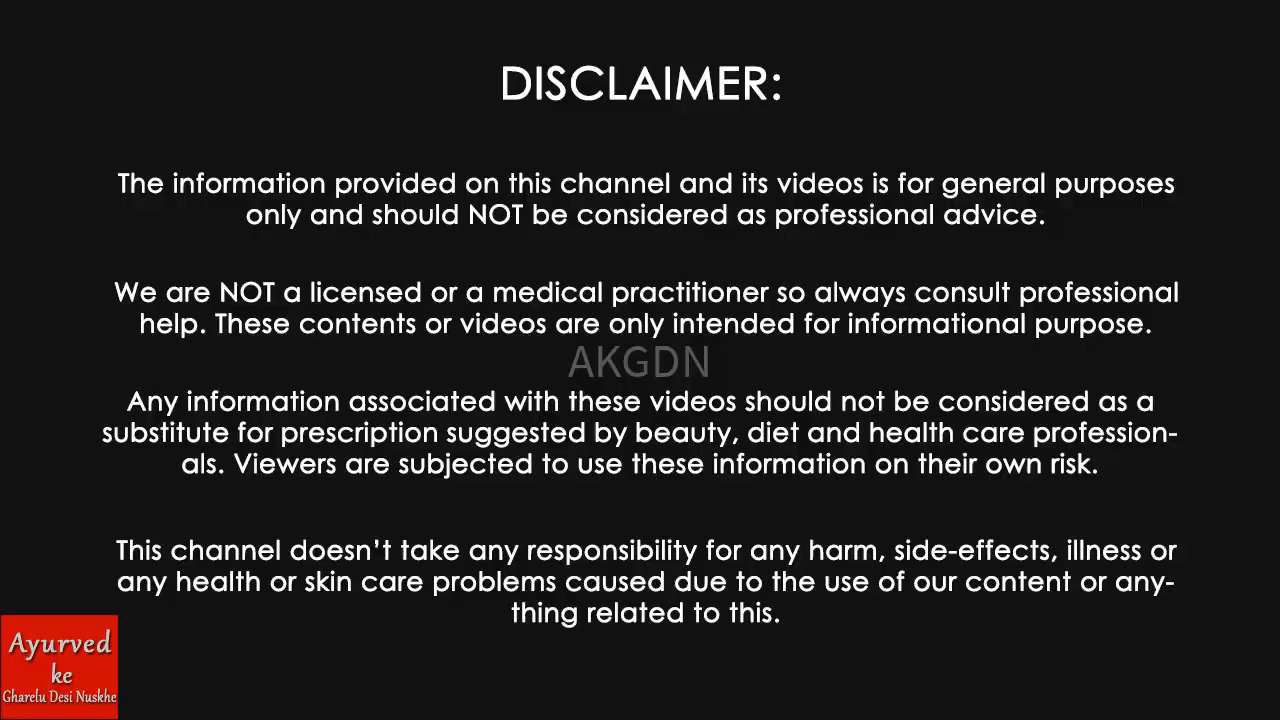 DISCLAIMER:
The information provided on this channel and its videos is for general purposes
only and should NOT be considered as professional advice.
We are NOT a licensed or a medical practitioner so always consult professional
help. These contents or videos are only intended for informational purpose.
AKGDN
Any information associated with these videos should not be considered as a
substitute for prescription suggested by beauty, diet and health care profession-
als. Viewers are subjected to use these information on their own risk.
This channel doesn’t take any responsibility for any harm, side-effects, illness or
any health or skin care problems caused due to the use of our content or any-
thing related to this.
Ayurved
ke
Gharelu Desi Nuskhe